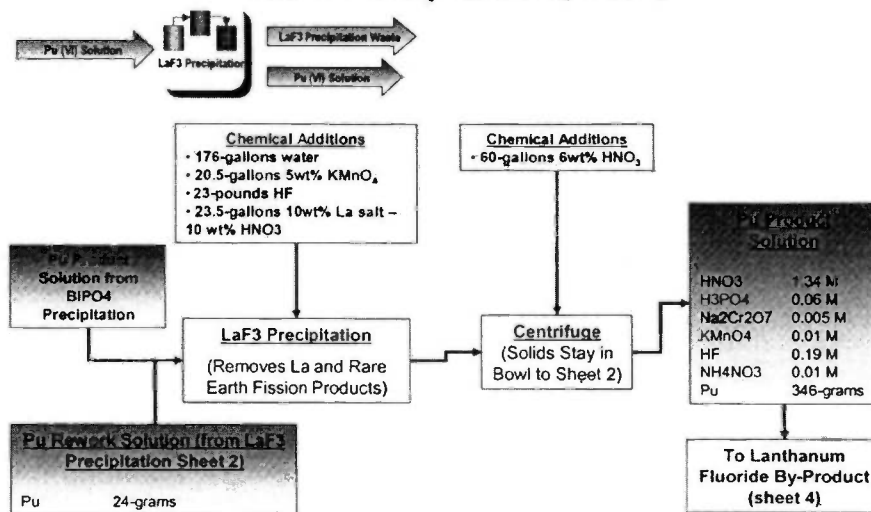 Pu (VI) Solution
LaF3 Precipitation
LaF3 Precipitation Waste
Pu (VI) Solution
Chemical Additions
• 176-gallons water
• 20.5-gallons 5wt% KMnO4
• 23-pounds HF
• 23.5-gallons 10wt% La salt –
10 wt% HNO3
Chemical Additions
• 60-gallons 6wt% HNO3
Pu Product
Solution from
BIPO4
Precipitation
LaF3 Precipitation
(Removes La and Rare
Earth Fission Products)
Centrifuge
(Solids Stay in
Bowl to Sheet 2)
Pu Product
Solution
HNO3 1.34 M
H3PO4 0.06 M
Na2Cr2O7 0.005 M
KMnO4 0.01 M
HF 0.19 M
NH4NO3 0.01 M
Pu 346-grams
Pu Rework Solution (from LaF3
Precipitation Sheet 2)
Pu 24-grams
To Lanthanum
Fluoride By-Product
(sheet 4)